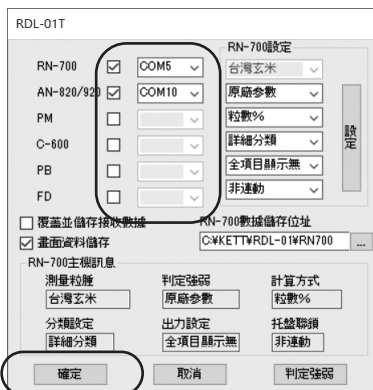 RDL-01T
RN-700設定
RN-700 COM5 台灣玄米
AN-820/920 COM10 原廠參數
PM 粒數%
C-600 詳細分類
PB 全項目顯示無
FD 非連動
設定
覆蓋並儲存接收數據 RN-700數據儲存位址
畫面資料儲存 C:¥KETT¥RDL-01¥RN700 ...
RN-700主機訊息
測量粒腫 判定強弱 計算方式
台灣玄米 原廠參數 粒數%
分類設定 出力設定 托盤聯鎖
詳細分類 全項目顯示無 非連動
確定 取消 判定強弱